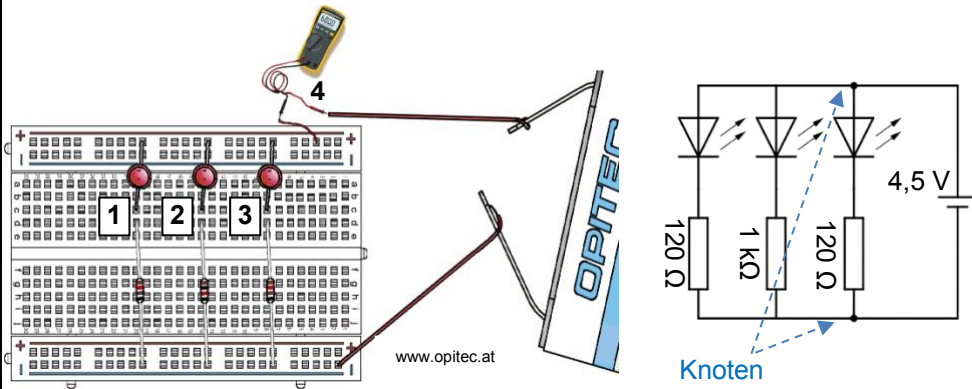 4
+
+
1
2
3
a
b
c
d
e
f
g
h
i
j
+
www.opitec.at
OPITEC
4,5 V
120 Ω
1 kΩ
120 Ω
Knoten